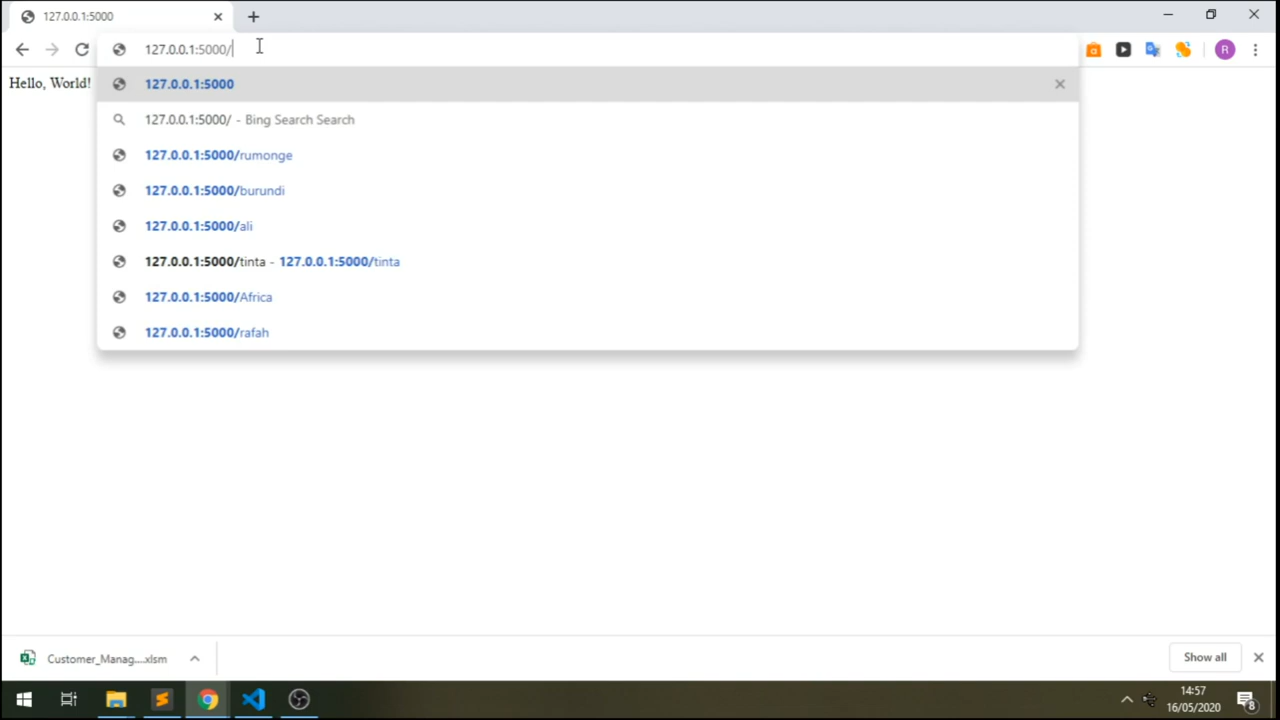 127.0.0.1:5000
127.0.0.1:5000/
Hello, World!
127.0.0.1:5000
127.0.0.1:5000/ - Bing Search Search
127.0.0.1:5000/rumonge
127.0.0.1:5000/burundi
127.0.0.1:5000/ali
127.0.0.1:5000/tinta - 127.0.0.1:5000/tinta
127.0.0.1:5000/Africa
127.0.0.1:5000/rafah
R
Customer_Manag....xlsm
Show all
14:57
16/05/2020
8